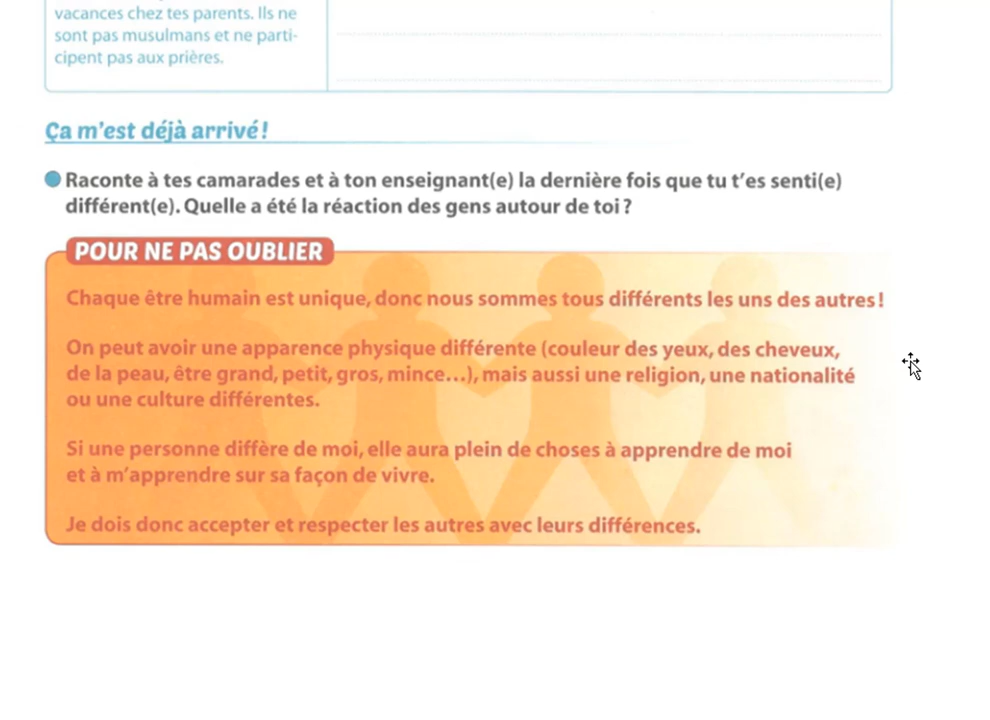 vacances chez tes parents. Ils ne
sont pas musulmans et ne parti-
cipent pas aux prières.
Ça m'est déjà arrivé !
Raconte à tes camarades et à ton enseignant(e) la dernière fois que tu t'es senti(e)
différent(e). Quelle a été la réaction des gens autour de toi ?
POUR NE PAS OUBLIER
Chaque être humain est unique, donc nous sommes tous différents les uns des autres !
On peut avoir une apparence physique différente (couleur des yeux, des cheveux,
de la peau, être grand, petit, gros, mince...), mais aussi une religion, une nationalité
ou une culture différentes.
Si une personne diffère de moi, elle aura plein de choses à apprendre de moi
et à m'apprendre sur sa façon de vivre.
Je dois donc accepter et respecter les autres avec leurs différences.